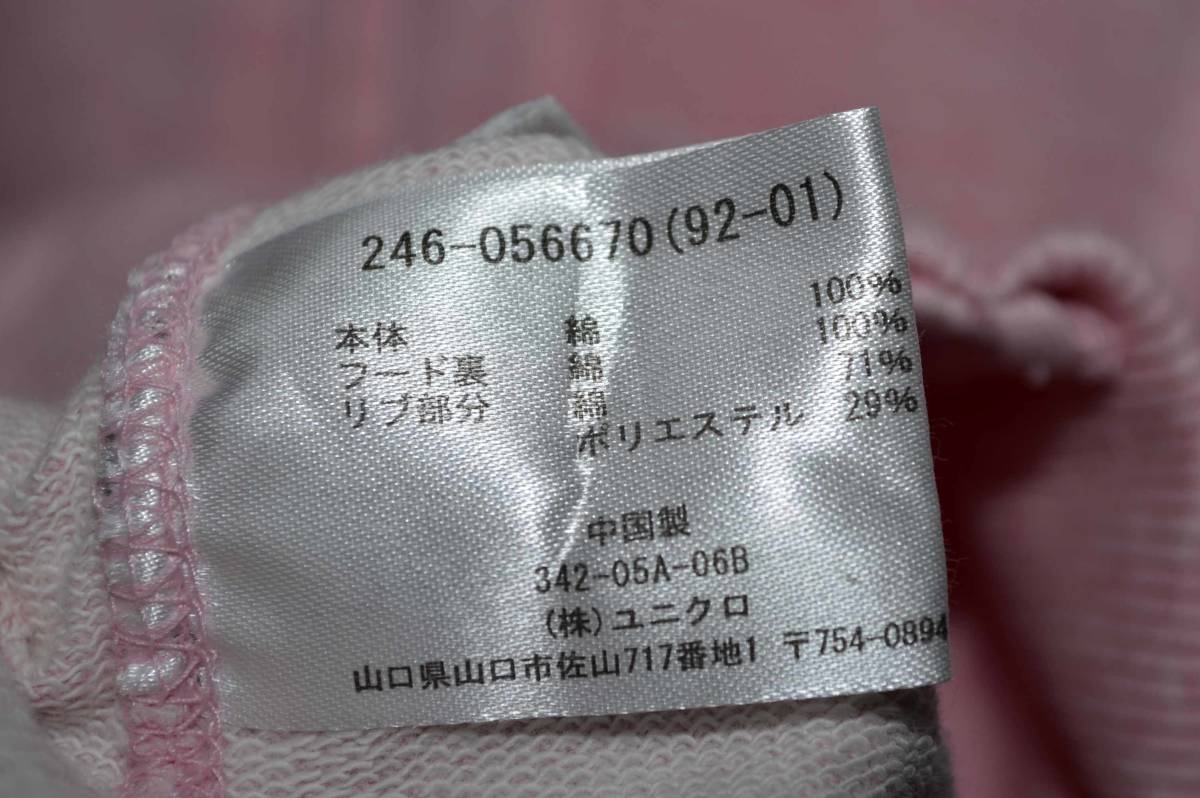 246-056670(92-01)
本体 綿 100%
フード裏 綿 100%
リブ部分 綿 71%
ポリエステル 29%
中国製
342-05A-06B
(株)ユニクロ
山口県山口市佐山717番地1 〒754-0894